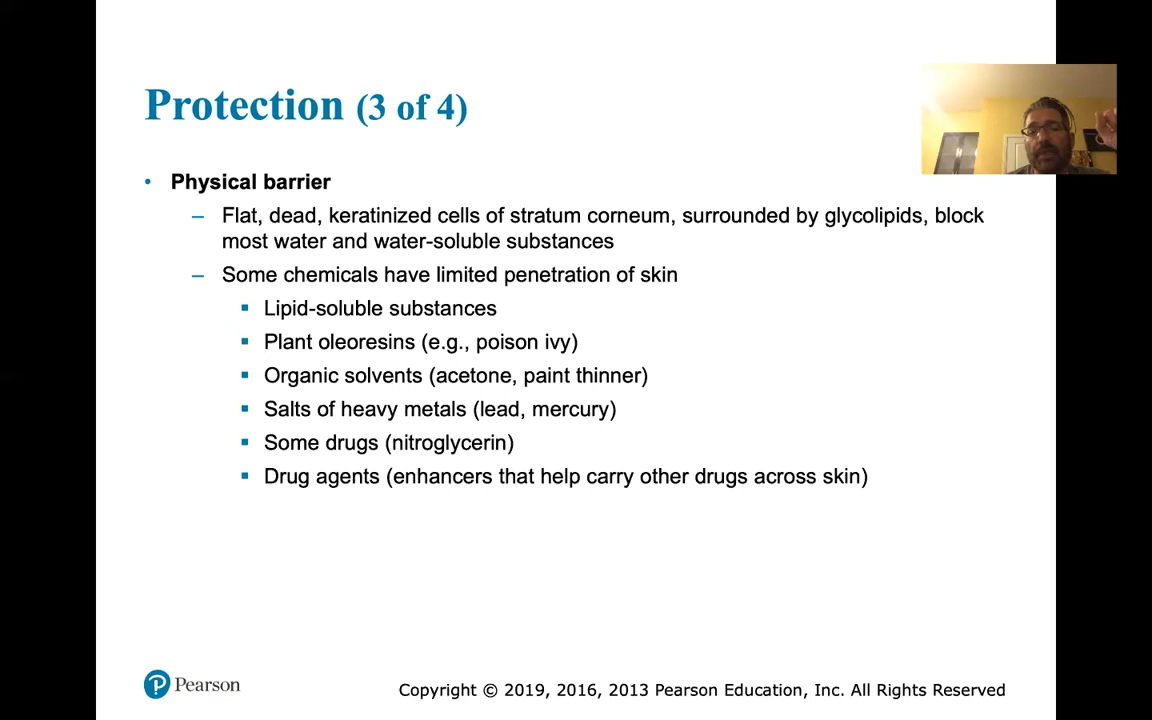 Protection (3 of 4)
• Physical barrier
– Flat, dead, keratinized cells of stratum corneum, surrounded by glycolipids, block
most water and water-soluble substances
– Some chemicals have limited penetration of skin
▪ Lipid-soluble substances
▪ Plant oleoresins (e.g., poison ivy)
▪ Organic solvents (acetone, paint thinner)
▪ Salts of heavy metals (lead, mercury)
▪ Some drugs (nitroglycerin)
▪ Drug agents (enhancers that help carry other drugs across skin)
Pearson
Copyright © 2019, 2016, 2013 Pearson Education, Inc. All Rights Reserved